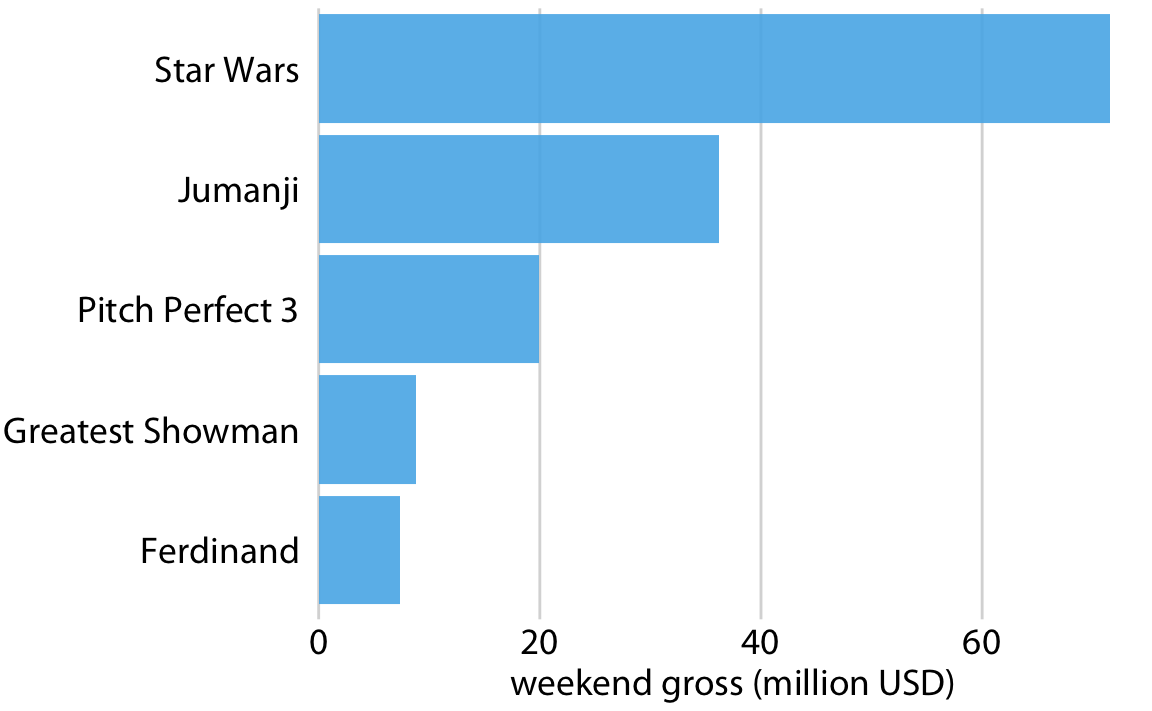 Star Wars
Jumanji
Pitch Perfect 3
Greatest Showman
Ferdinand
0 20 40 60
weekend gross (million USD)